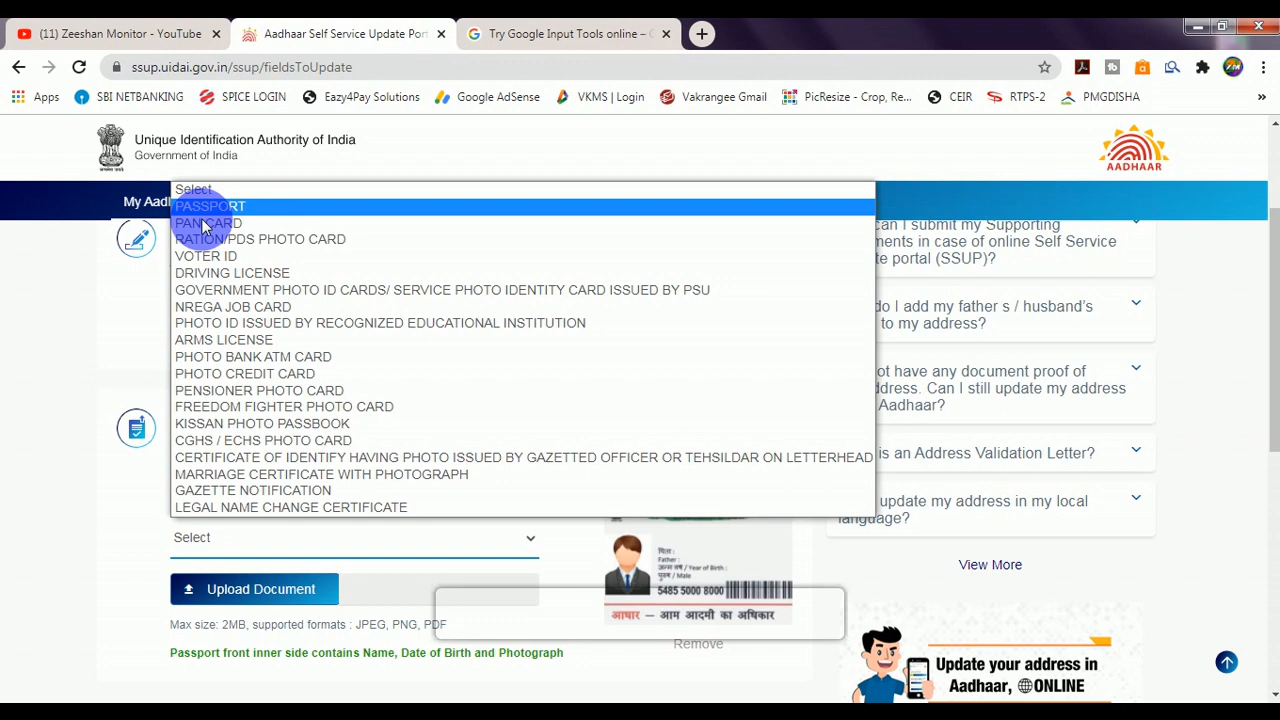 (11) Zeeshan Monitor - YouTube
Aadhaar Self Service Update Port
Try Google Input Tools online – G
ssup.uidai.gov.in/ssup/fieldsToUpdate
Apps
SBI NETBANKING
SPICE LOGIN
Eazy4Pay Solutions
Google AdSense
VKMS | Login
Vakrangee Gmail
PicResize - Crop, Re...
CEIR
RTPS-2
PMGDISHA
Unique Identification Authority of India
Government of India
AADHAAR
My Aadh
Select
PASSPORT
PAN CARD
RATION/PDS PHOTO CARD
VOTER ID
DRIVING LICENSE
GOVERNMENT PHOTO ID CARDS/ SERVICE PHOTO IDENTITY CARD ISSUED BY PSU
NREGA JOB CARD
PHOTO ID ISSUED BY RECOGNIZED EDUCATIONAL INSTITUTION
ARMS LICENSE
PHOTO BANK ATM CARD
PHOTO CREDIT CARD
PENSIONER PHOTO CARD
FREEDOM FIGHTER PHOTO CARD
KISSAN PHOTO PASSBOOK
CGHS / ECHS PHOTO CARD
CERTIFICATE OF IDENTIFY HAVING PHOTO ISSUED BY GAZETTED OFFICER OR TEHSILDAR ON LETTERHEAD
MARRIAGE CERTIFICATE WITH PHOTOGRAPH
GAZETTE NOTIFICATION
LEGAL NAME CHANGE CERTIFICATE
Select
Upload Document
Max size: 2MB, supported formats : JPEG, PNG, PDF
Passport front inner side contains Name, Date of Birth and Photograph
पिता :
Father :
जन्म वर्ष / Year of Birth :
पुरुष / Male
5485 5000 8000
आधार — आम आदमी का अधिकार
Remove
can I submit my Supporting
ments in case of online Self Service
te portal (SSUP)?
do I add my father s / husband's
to my address?
ot have any document proof of
ddress. Can I still update my address
Aadhaar?
is an Address Validation Letter?
update my address in my local
language?
View More
Update your address in
Aadhaar, ONLINE